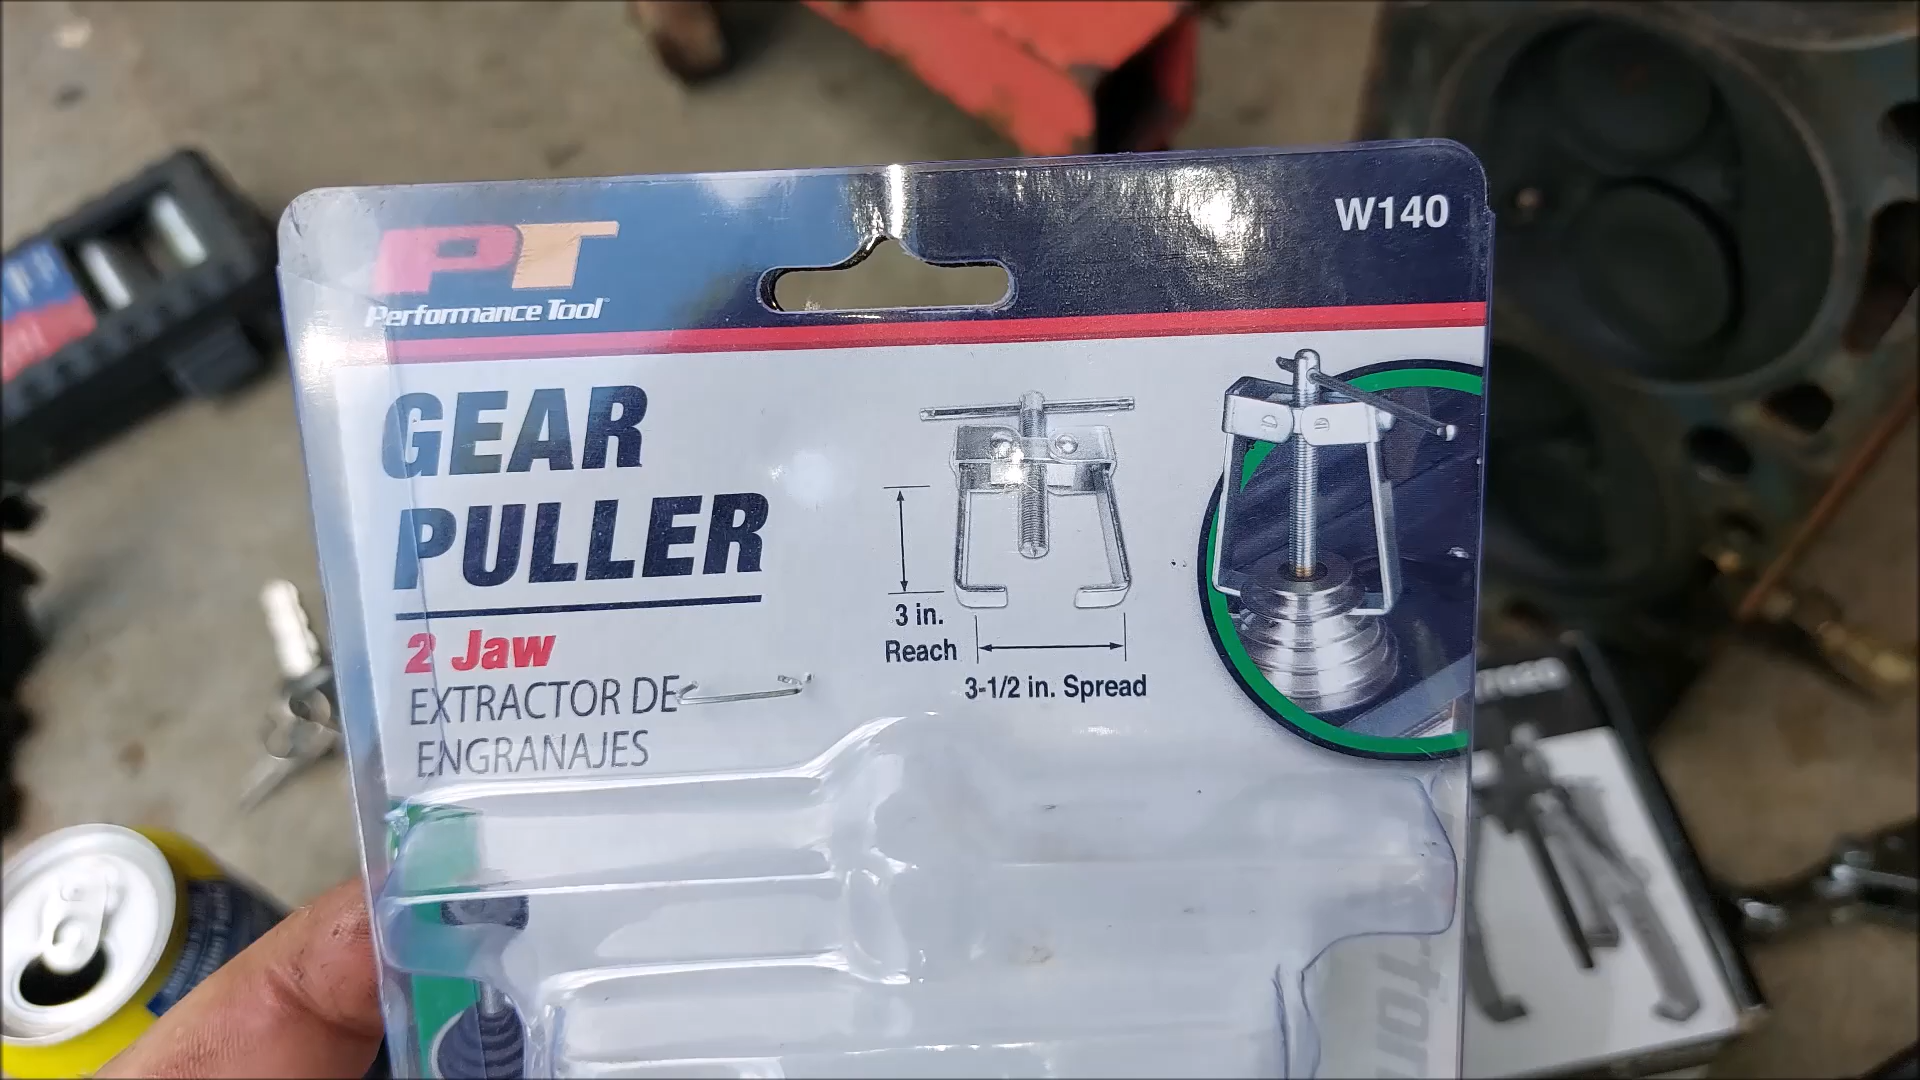 PT
Performance Tool
W140
GEAR
PULLER
2 Jaw
EXTRACTOR DE
ENGRANAJES
3 in.
Reach
3-1/2 in. Spread